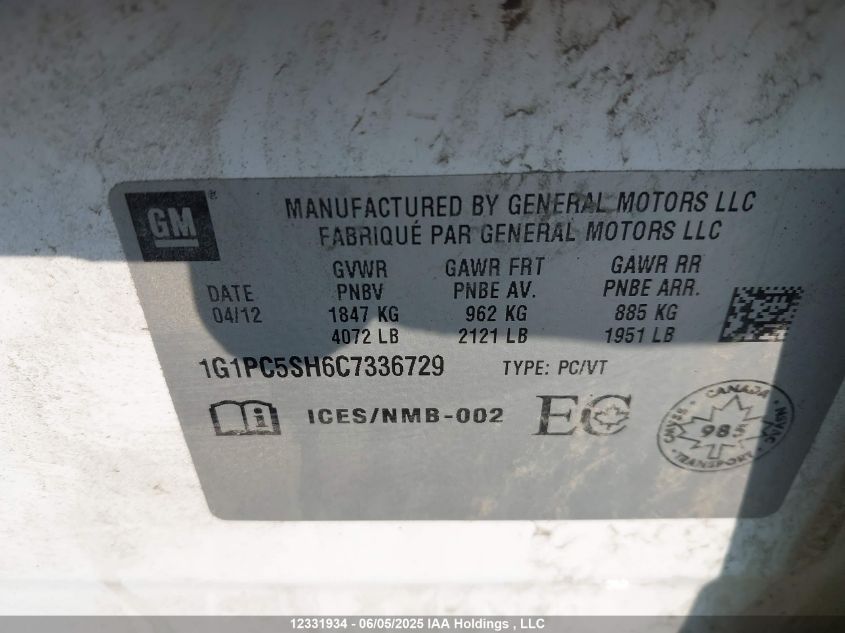 GM
MANUFACTURED BY GENERAL MOTORS LLC
FABRIQUÉ PAR GENERAL MOTORS LLC
DATE GVWR GAWR FRT GAWR RR
04/12 PNBV PNBE AV. PNBE ARR.
1847 KG 962 KG 885 KG
4072 LB 2121 LB 1951 LB
1G1PC5SH6C7336729 TYPE: PC/VT
i ICES/NMB-002 EC
CANADA
CMVSS 985 NSVAC
TRANSPORT
12331934 - 06/05/2025 IAA Holdings , LLC